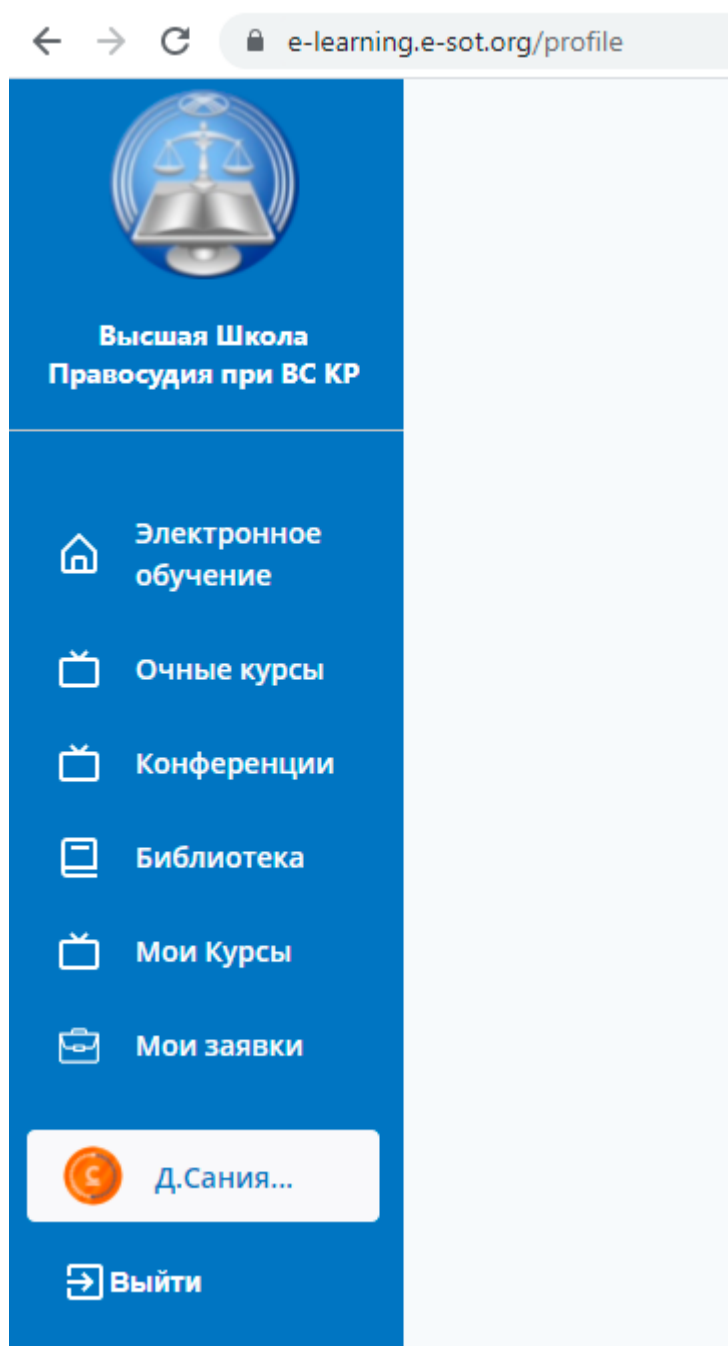 e-learning.e-sot.org/profile
Высшая Школа
Правосудия при ВС КР
Электронное
обучение
Очные курсы
Конференции
Библиотека
Мои Курсы
Мои заявки
Д.Сания...
Выйти